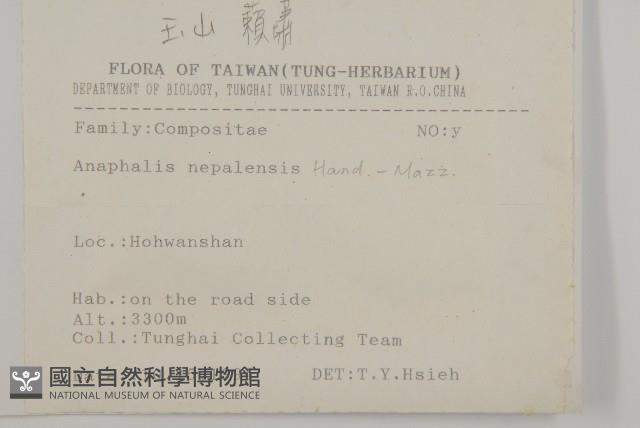 玉山 籟蕭
FLORA OF TAIWAN(TUNG-HERBARIUM)
DEPARTMENT OF BIOLOGY, TUNGHAI UNIVERSITY, TAIWAN R.O.CHINA
Family:Compositae NO:y
Anaphalis nepalensis Hand.-Mazz.
Loc.:Hohwanshan
Hab.:on the road side
Alt.:3300m
Coll.:Tunghai Collecting Team
DET:T.Y.Hsieh
國立自然科學博物館
NATIONAL MUSEUM OF NATURAL SCIENCE